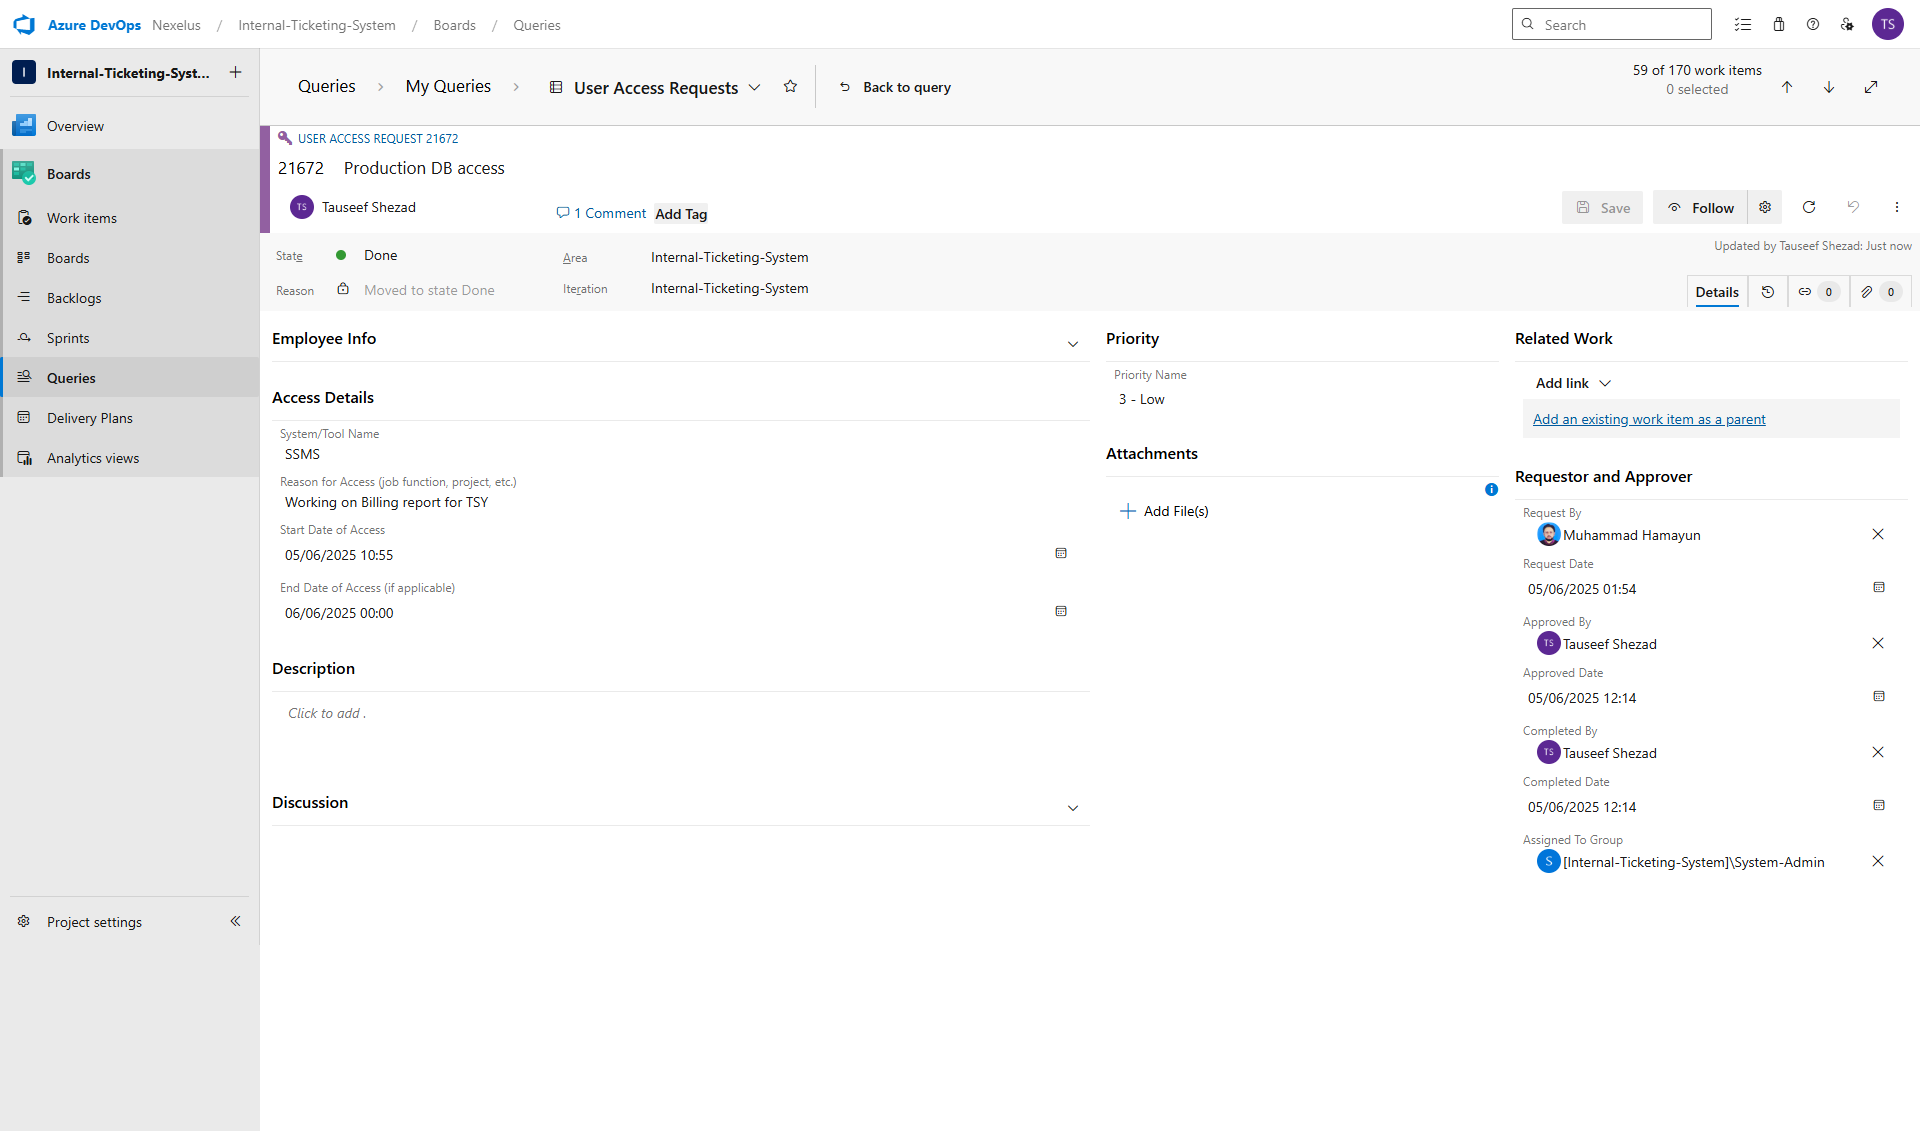 Azure DevOps Nexelus / Internal-Ticketing-System / Boards / Queries
Search
TS
I Internal-Ticketing-Syst...
Overview
Boards
Work items
Boards
Backlogs
Sprints
Queries
Delivery Plans
Analytics views
Project settings
Queries > My Queries > User Access Requests
Back to query
59 of 170 work items
0 selected
USER ACCESS REQUEST 21672
21672 Production DB access
TS Tauseef Shezad
1 Comment
Add Tag
Save
Follow
State Done
Reason Moved to state Done
Area Internal-Ticketing-System
Iteration Internal-Ticketing-System
Updated by Tauseef Shezad: Just now
Details
0
0
Employee Info
Access Details
System/Tool Name
SSMS
Reason for Access (job function, project, etc.)
Working on Billing report for TSY
Start Date of Access
05/06/2025 10:55
End Date of Access (if applicable)
06/06/2025 00:00
Description
Click to add .
Discussion
Priority
Priority Name
3 - Low
Attachments
Add File(s)
Related Work
Add link
Add an existing work item as a parent
Requestor and Approver
Request By
Muhammad Hamayun
Request Date
05/06/2025 01:54
Approved By
TS Tauseef Shezad
Approved Date
05/06/2025 12:14
Completed By
TS Tauseef Shezad
Completed Date
05/06/2025 12:14
Assigned To Group
S [Internal-Ticketing-System]\System-Admin